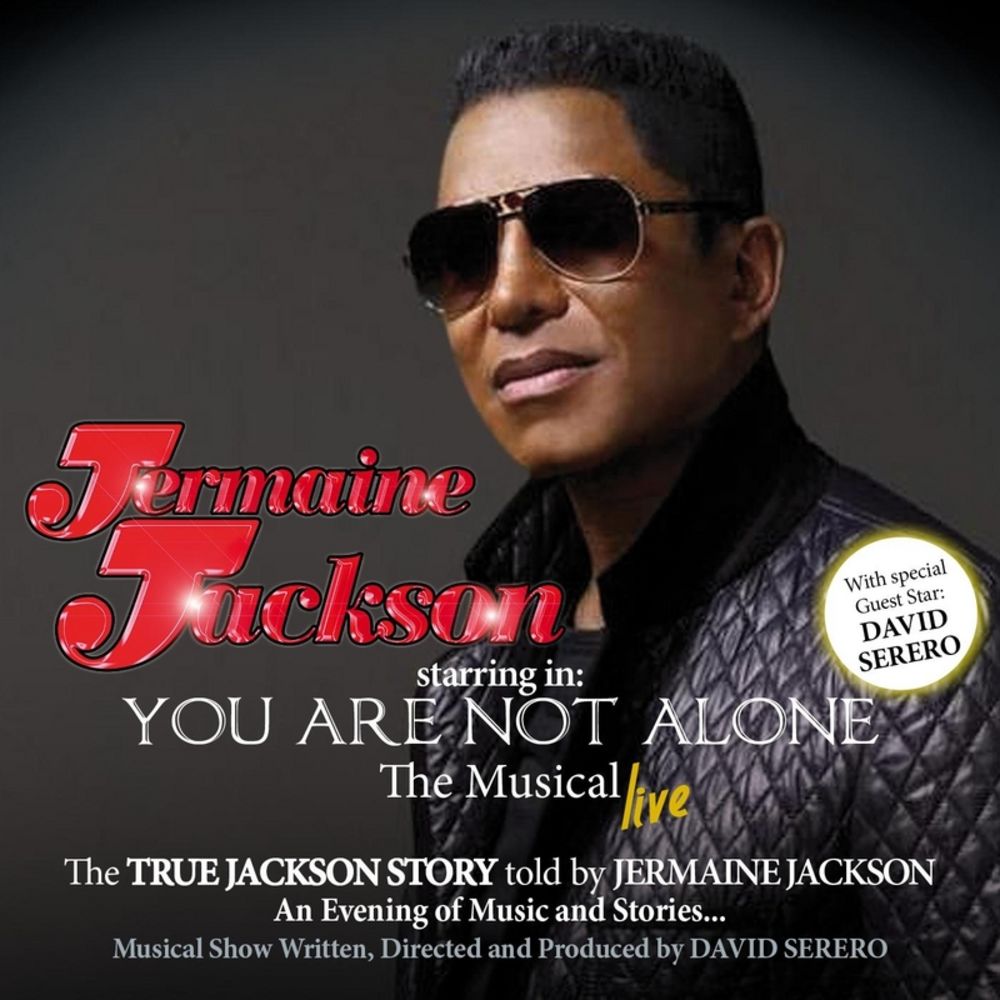 Jermaine
Jackson
With special
Guest Star:
DAVID
SERERO
starring in:
YOU ARE NOT ALONE
The Musical live
The TRUE JACKSON STORY told by JERMAINE JACKSON
An Evening of Music and Stories...
Musical Show Written, Directed and Produced by DAVID SERERO